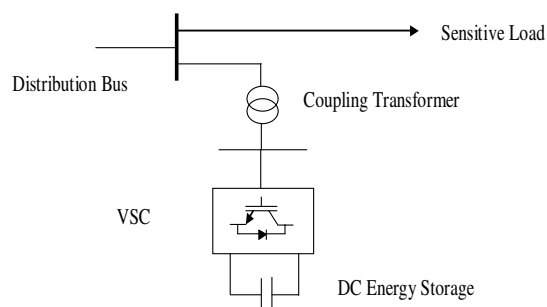 Sensitive Load
Distribution Bus
Coupling Transformer
VSC
DC Energy Storage